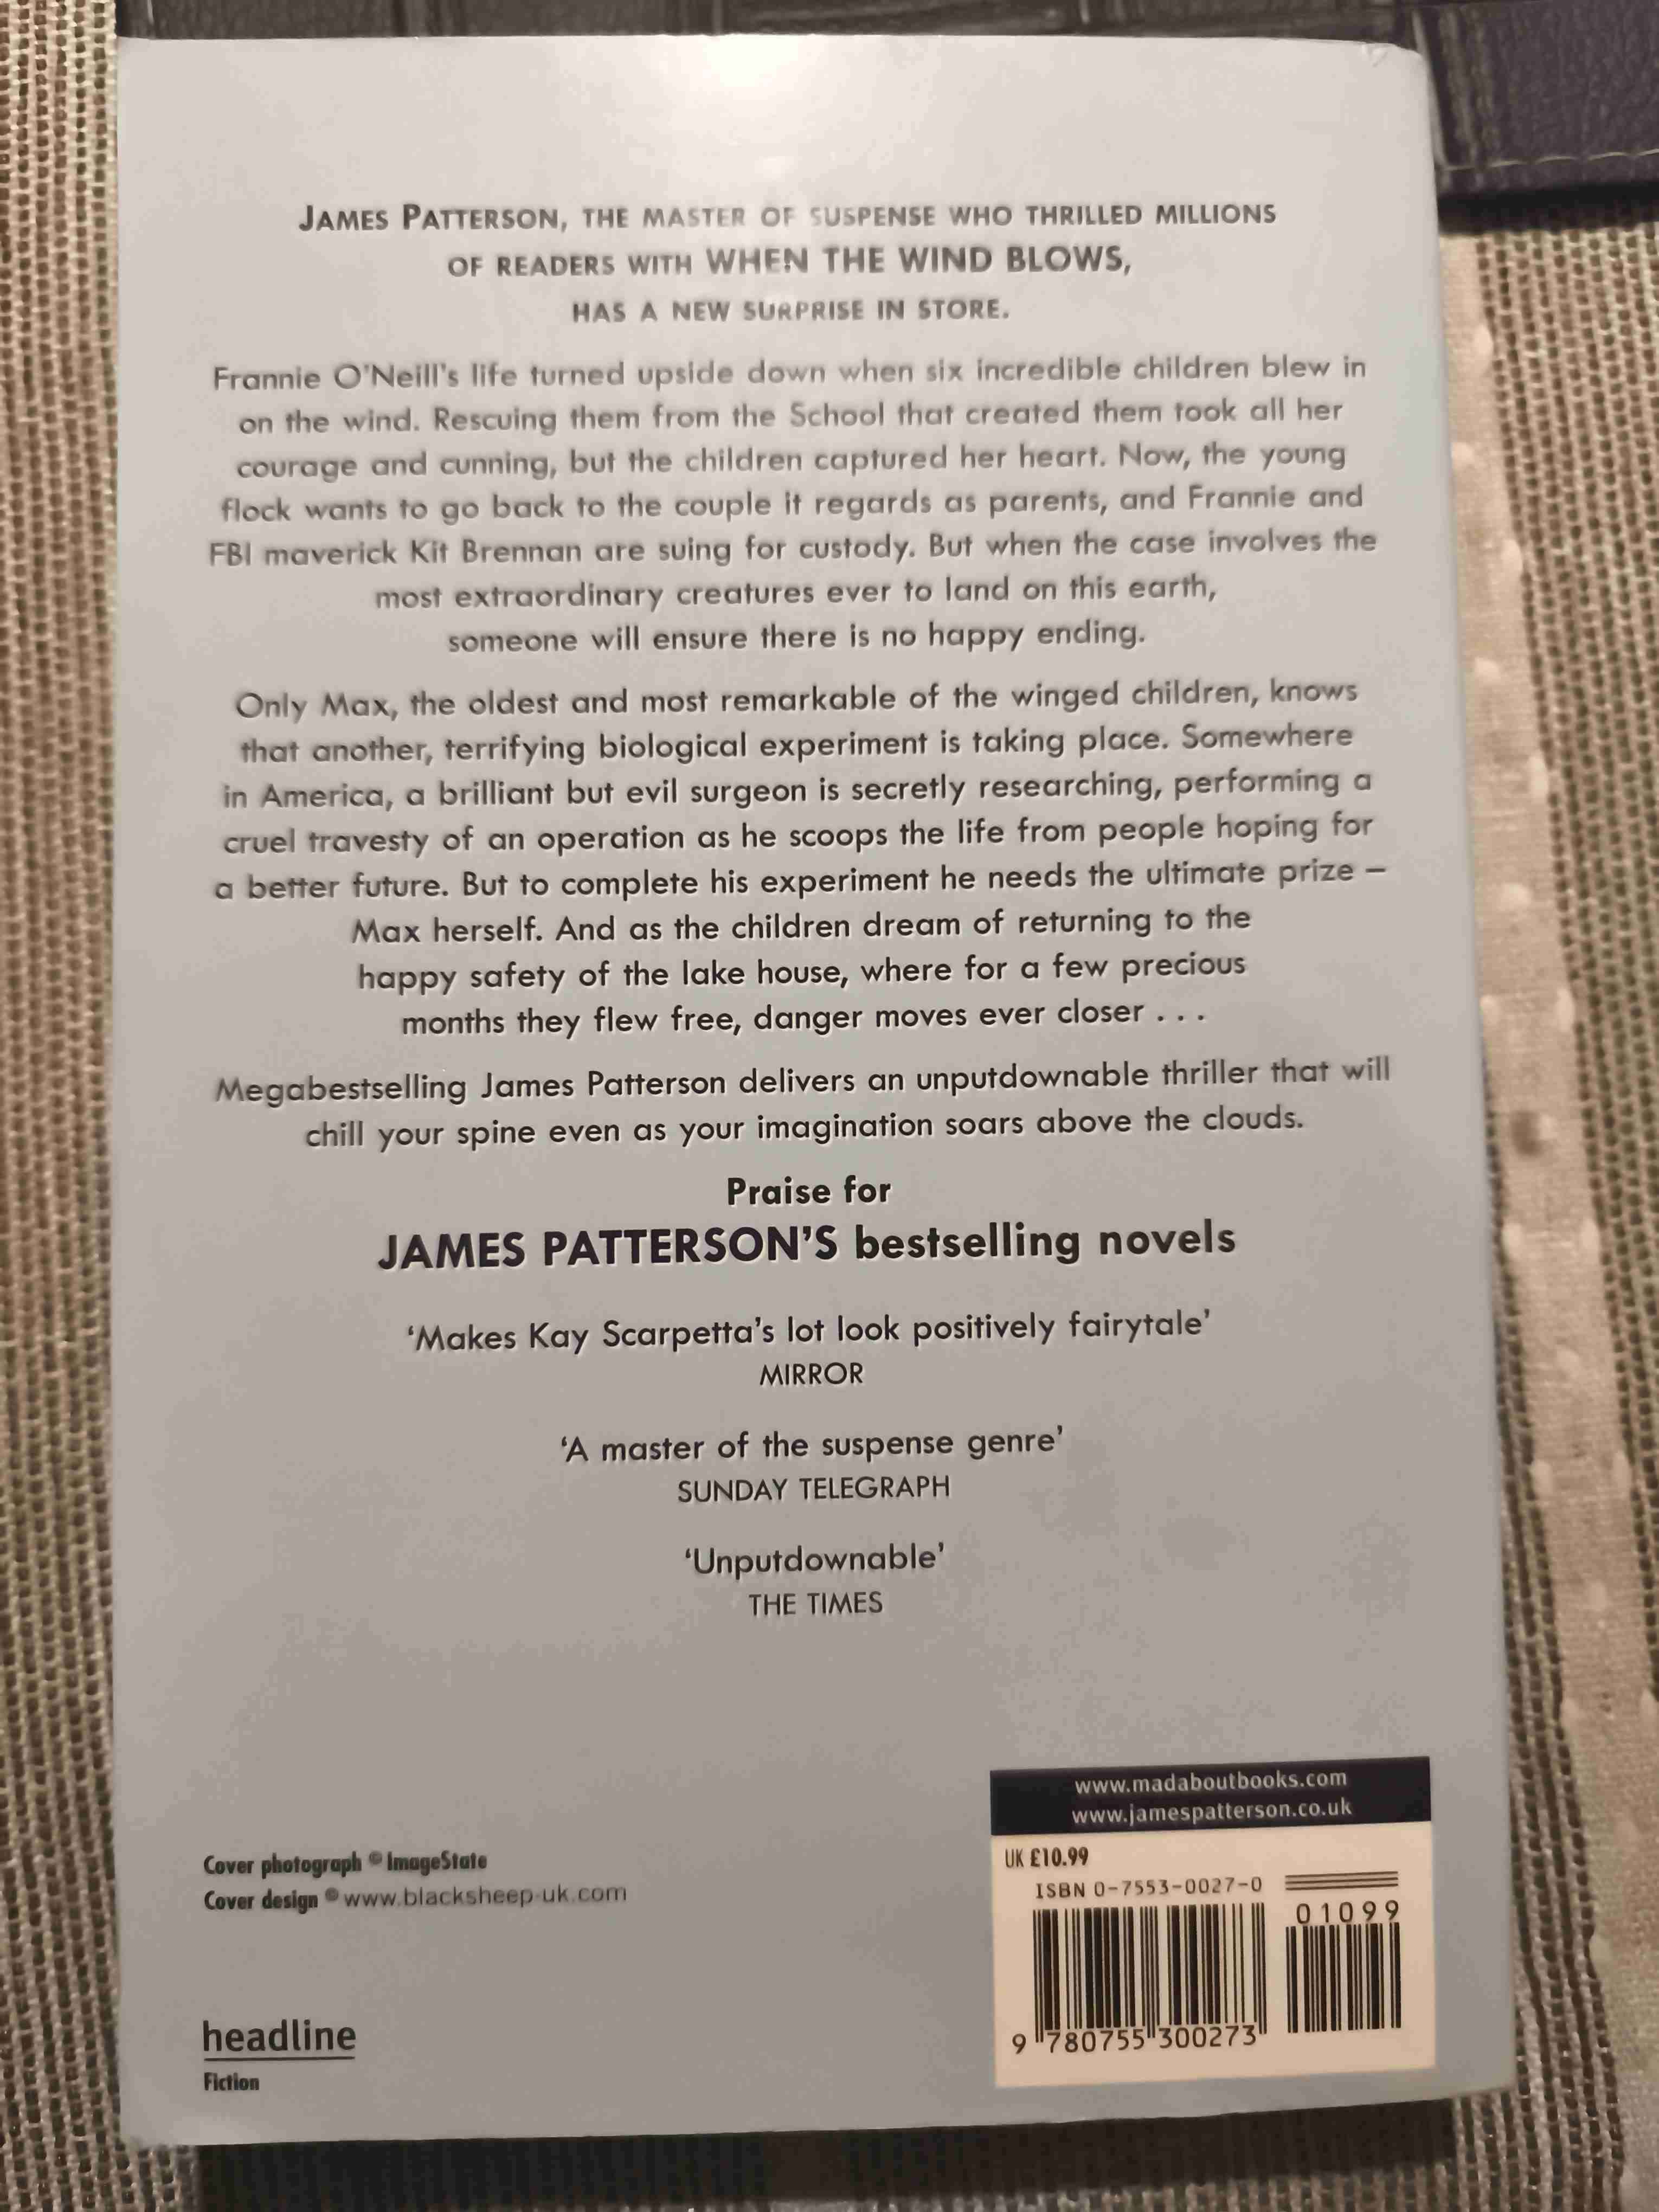 JAMES PATTERSON, THE MASTER OF SUSPENSE WHO THRILLED MILLIONS
OF READERS WITH WHEN THE WIND BLOWS,
HAS A NEW SURPRISE IN STORE.
Frannie O'Neill's life turned upside down when six incredible children blew in
on the wind. Rescuing them from the School that created them took all her
courage and cunning, but the children captured her heart. Now, the young
flock wants to go back to the couple it regards as parents, and Frannie and
FBI maverick Kit Brennan are suing for custody. But when the case involves the
most extraordinary creatures ever to land on this earth,
someone will ensure there is no happy ending.
Only Max, the oldest and most remarkable of the winged children, knows
that another, terrifying biological experiment is taking place. Somewhere
in America, a brilliant but evil surgeon is secretly researching, performing a
cruel travesty of an operation as he scoops the life from people hoping for
a better future. But to complete his experiment he needs the ultimate prize –
Max herself. And as the children dream of returning to the
happy safety of the lake house, where for a few precious
months they flew free, danger moves ever closer . . .
Megabestselling James Patterson delivers an unputdownable thriller that will
chill your spine even as your imagination soars above the clouds.
Praise for
JAMES PATTERSON'S bestselling novels
‘Makes Kay Scarpetta's lot look positively fairytale’
MIRROR
‘A master of the suspense genre’
SUNDAY TELEGRAPH
‘Unputdownable’
THE TIMES
www.madaboutbooks.com
www.jamespatterson.co.uk
UK £10.99
ISBN 0-7553-0027-0
01099
9 780755 300273
Cover photograph © ImageState
Cover design © www.blacksheep-uk.com
headline
Fiction